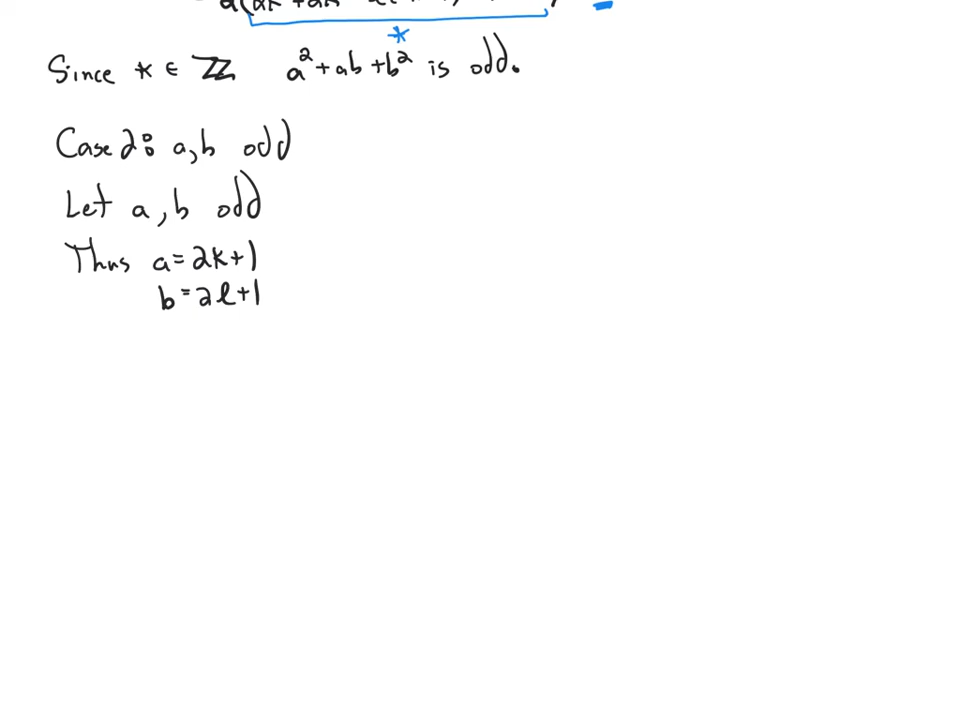 *
Since * ∈ ℤ a²+ab+b² is odd.
Case 2: a,b odd
Let a,b odd
Thus a=2k+1
b=2ℓ+1